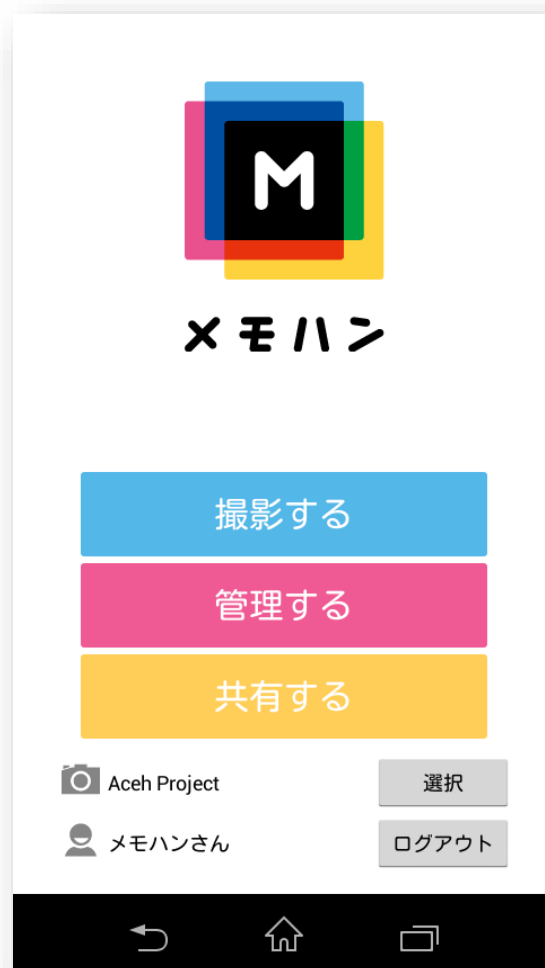 M
メモハン
撮影する
管理する
共有する
Aceh Project
選択
メモハンさん
ログアウト